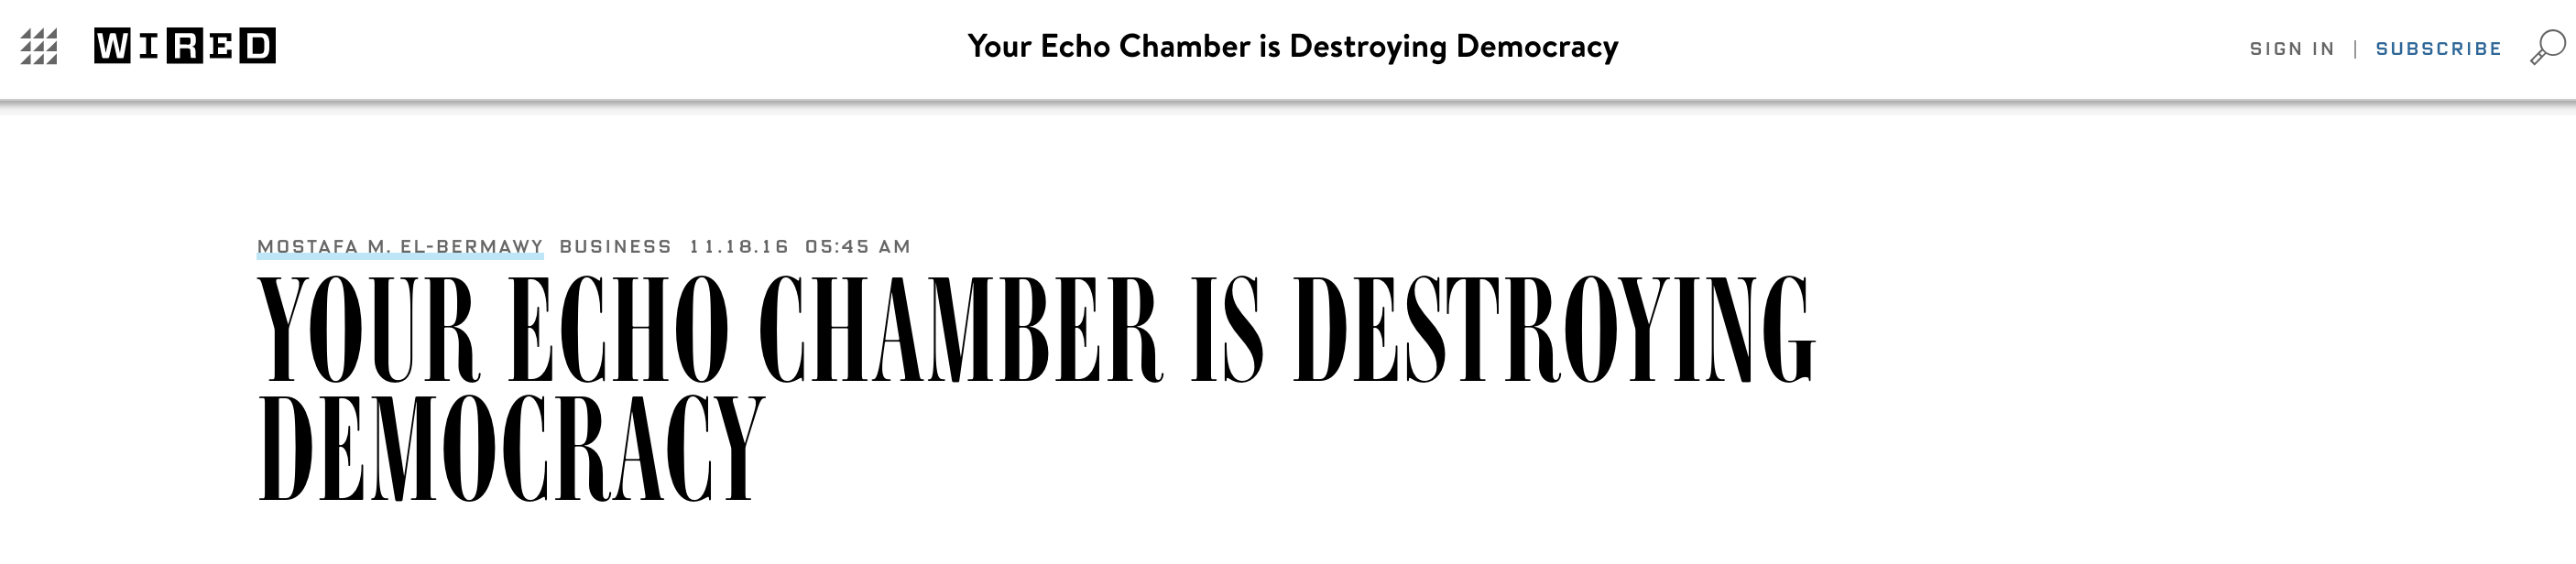 WIRED
Your Echo Chamber is Destroying Democracy
SIGN IN | SUBSCRIBE
MOSTAFA M. EL-BERMAWY BUSINESS 11.18.16 05:45 AM
YOUR ECHO CHAMBER IS DESTROYING
DEMOCRACY